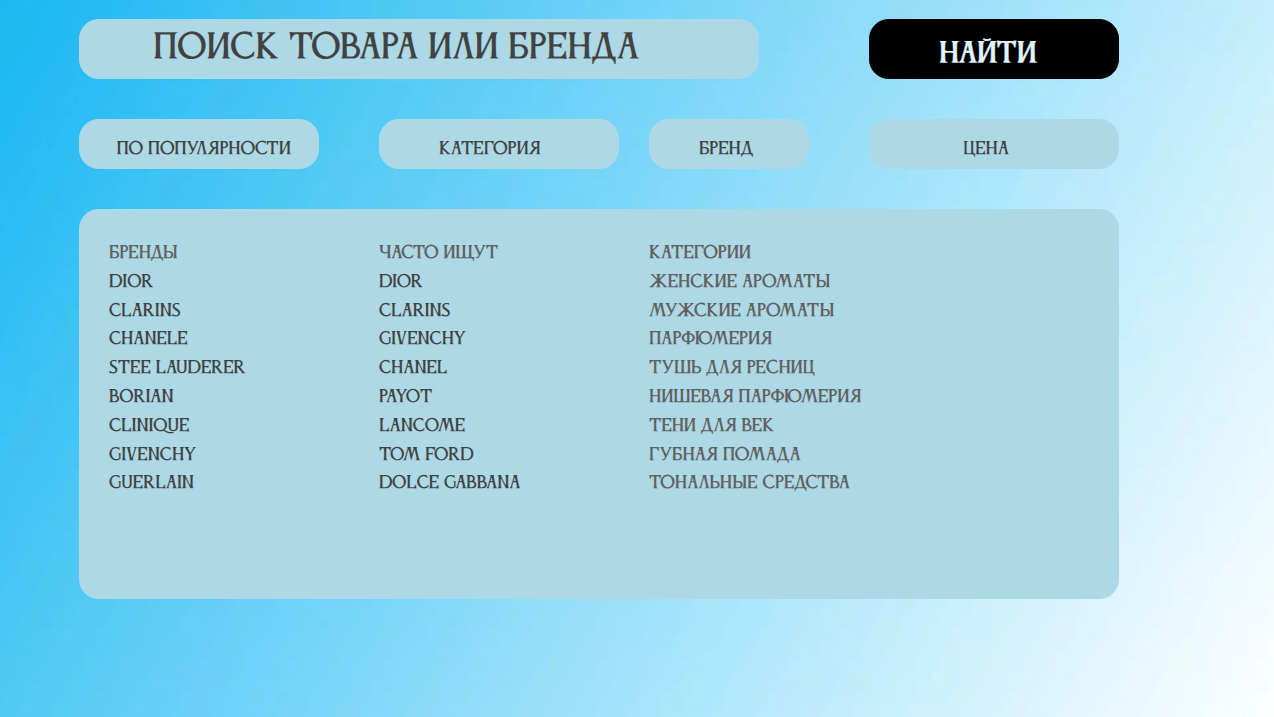 ПОИСК ТОВАРА ИЛИ БРЕНДА
НАЙТИ
ПО ПОПУЛЯРНОСТИ
КАТЕГОРИЯ
БРЕНД
ЦЕНА
БРЕНДЫ
DIOR
CLARINS
CHANELE
STEE LAUDERER
BORIAN
CLINIQUE
GIVENCHY
GUERLAIN
ЧАСТО ИЩУТ
DIOR
CLARINS
GIVENCHY
CHANEL
PAYOT
LANCOME
TOM FORD
DOLCE GABBANA
КАТЕГОРИИ
ЖЕНСКИЕ АРОМАТЫ
МУЖСКИЕ АРОМАТЫ
ПАРФЮМЕРИЯ
ТУШЬ ДЛЯ РЕСНИЦ
НИШЕВАЯ ПАРФЮМЕРИЯ
ТЕНИ ДЛЯ ВЕК
ГУБНАЯ ПОМАДА
ТОНАЛЬНЫЕ СРЕДСТВА